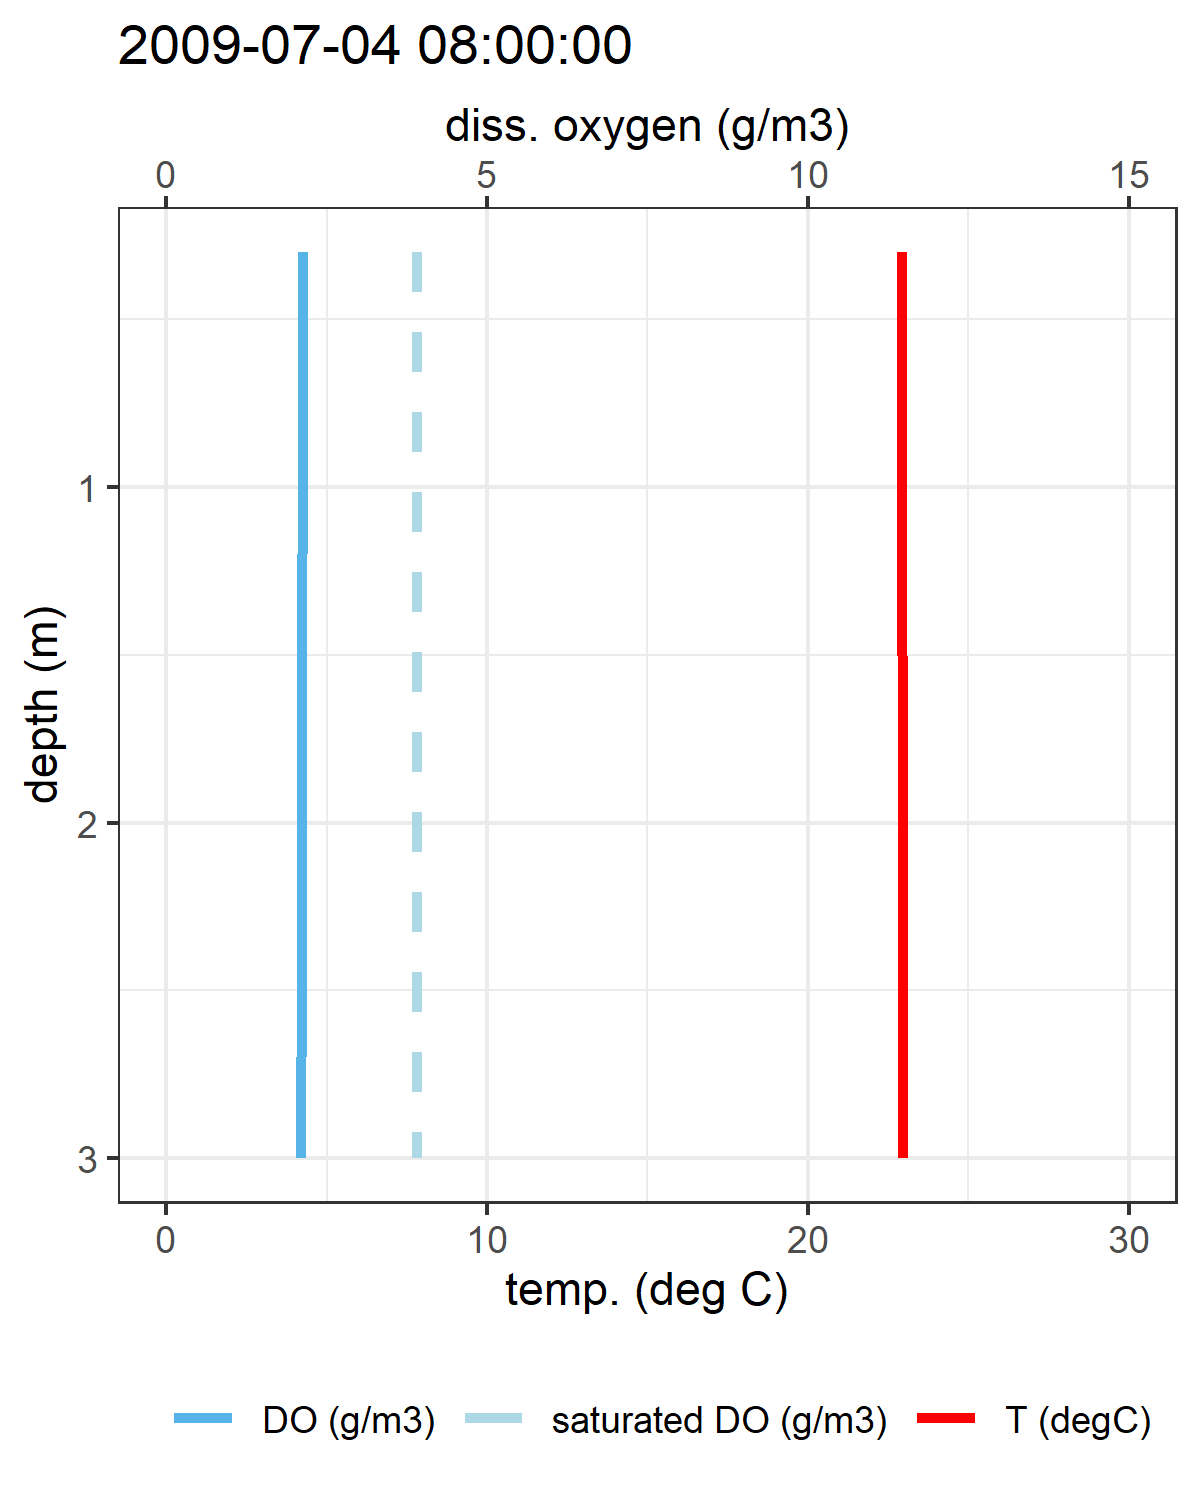 2009-07-04 08:00:00
diss. oxygen (g/m3)
0 5 10 15
depth (m)
1
2
3
0 10 20 30
temp. (deg C)
DO (g/m3) saturated DO (g/m3) T (degC)